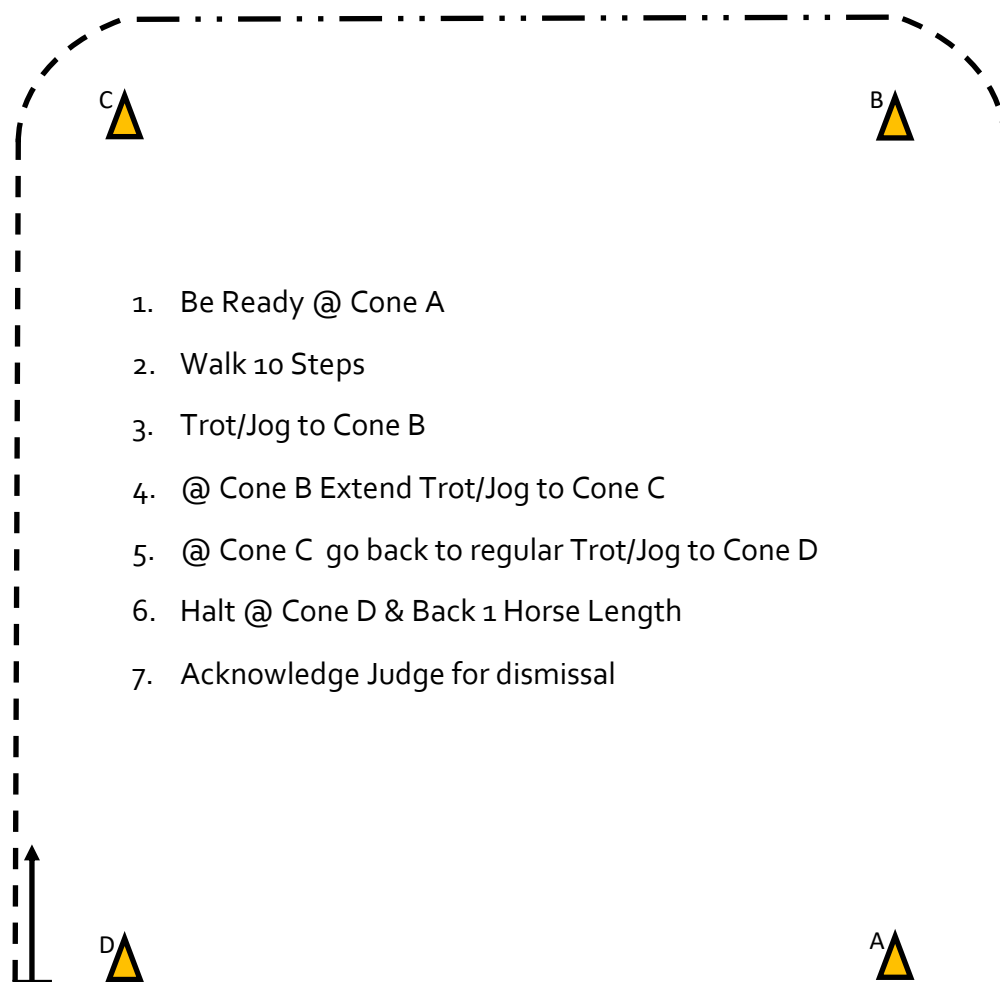 C
B
1. Be Ready @ Cone A
2. Walk 10 Steps
3. Trot/Jog to Cone B
4. @ Cone B Extend Trot/Jog to Cone C
5. @ Cone C  go back to regular Trot/Jog to Cone D
6. Halt @ Cone D & Back 1 Horse Length
7. Acknowledge Judge for dismissal
D
A